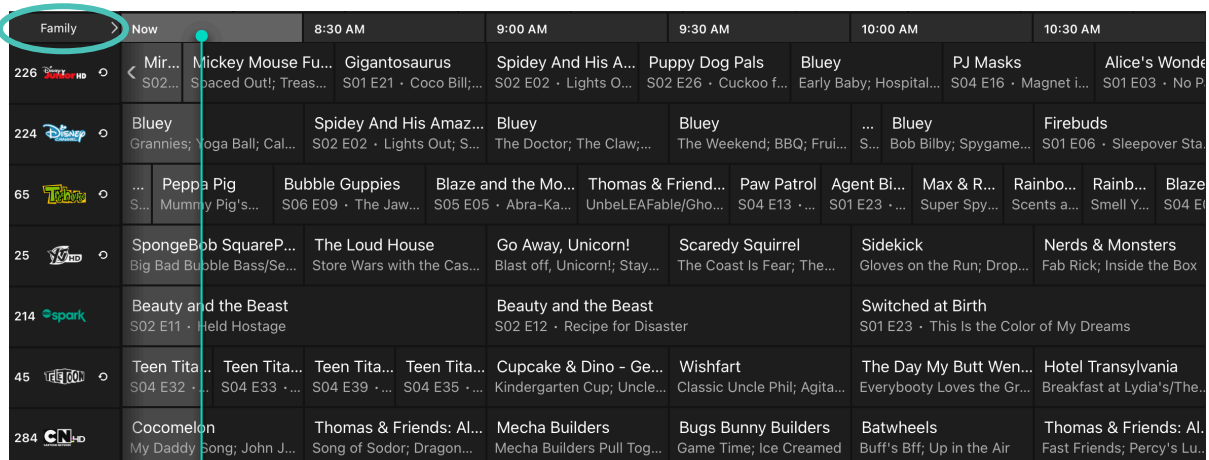 Family Now 8:30 AM 9:00 AM 9:30 AM 10:00 AM 10:30 AM
226 Disney Junior HD Mir... Mickey Mouse Fu... Gigantosaurus Spidey And His A... Puppy Dog Pals Bluey PJ Masks Alice's Wonde
S02... Spaced Out!; Treas... S01 E21 • Coco Bill;... S02 E02 • Lights O... S02 E26 • Cuckoo f... Early Baby; Hospital... S04 E16 • Magnet i... S01 E03 • No P
224 Disney Channel Bluey Spidey And His Amaz... Bluey Bluey ... Bluey Firebuds
Grannies; Yoga Ball; Cal... S02 E02 • Lights Out; S... The Doctor; The Claw;... The Weekend; BBQ; Frui... S... Bob Bilby; Spygame... S01 E06 • Sleepover Sta.
65 Treehouse ... Peppa Pig Bubble Guppies Blaze and the Mo... Thomas & Friend... Paw Patrol Agent Bi... Max & R... Rainbo... Rainb... Blaze
S... Mummy Pig's... S06 E09 • The Jaw... S05 E05 • Abra-Ka... UnbeLEAFable/Gho... S04 E13 •... S01 E23 •... Super Spy... Scents a... Smell Y... S04 E
25 YTV HD SpongeBob SquareP... The Loud House Go Away, Unicorn! Scaredy Squirrel Sidekick Nerds & Monsters
Big Bad Bubble Bass/Se... Store Wars with the Cas... Blast off, Unicorn!; Stay... The Coast Is Fear; The... Gloves on the Run; Drop... Fab Rick; Inside the Box
214 spark Beauty and the Beast Beauty and the Beast Switched at Birth
S02 E11 • Held Hostage S02 E12 • Recipe for Disaster S01 E23 • This Is the Color of My Dreams
45 TELETOON Teen Tita... Teen Tita... Teen Tita... Teen Tita... Cupcake & Dino - Ge... Wishfart The Day My Butt Wen... Hotel Transylvania
S04 E32 •... S04 E33 •... S04 E39 •... S04 E35 •... Kindergarten Cup; Uncle... Classic Uncle Phil; Agita... Everybooty Loves the Gr... Breakfast at Lydia's/The..
284 CN HD Cocomelon Thomas & Friends: Al... Mecha Builders Bugs Bunny Builders Batwheels Thomas & Friends: Al.
My Daddy Song; John J... Song of Sodor; Dragon... Mecha Builders Pull Tog... Game Time; Ice Creamed Buff's Bff; Up in the Air Fast Friends; Percy's Lu..